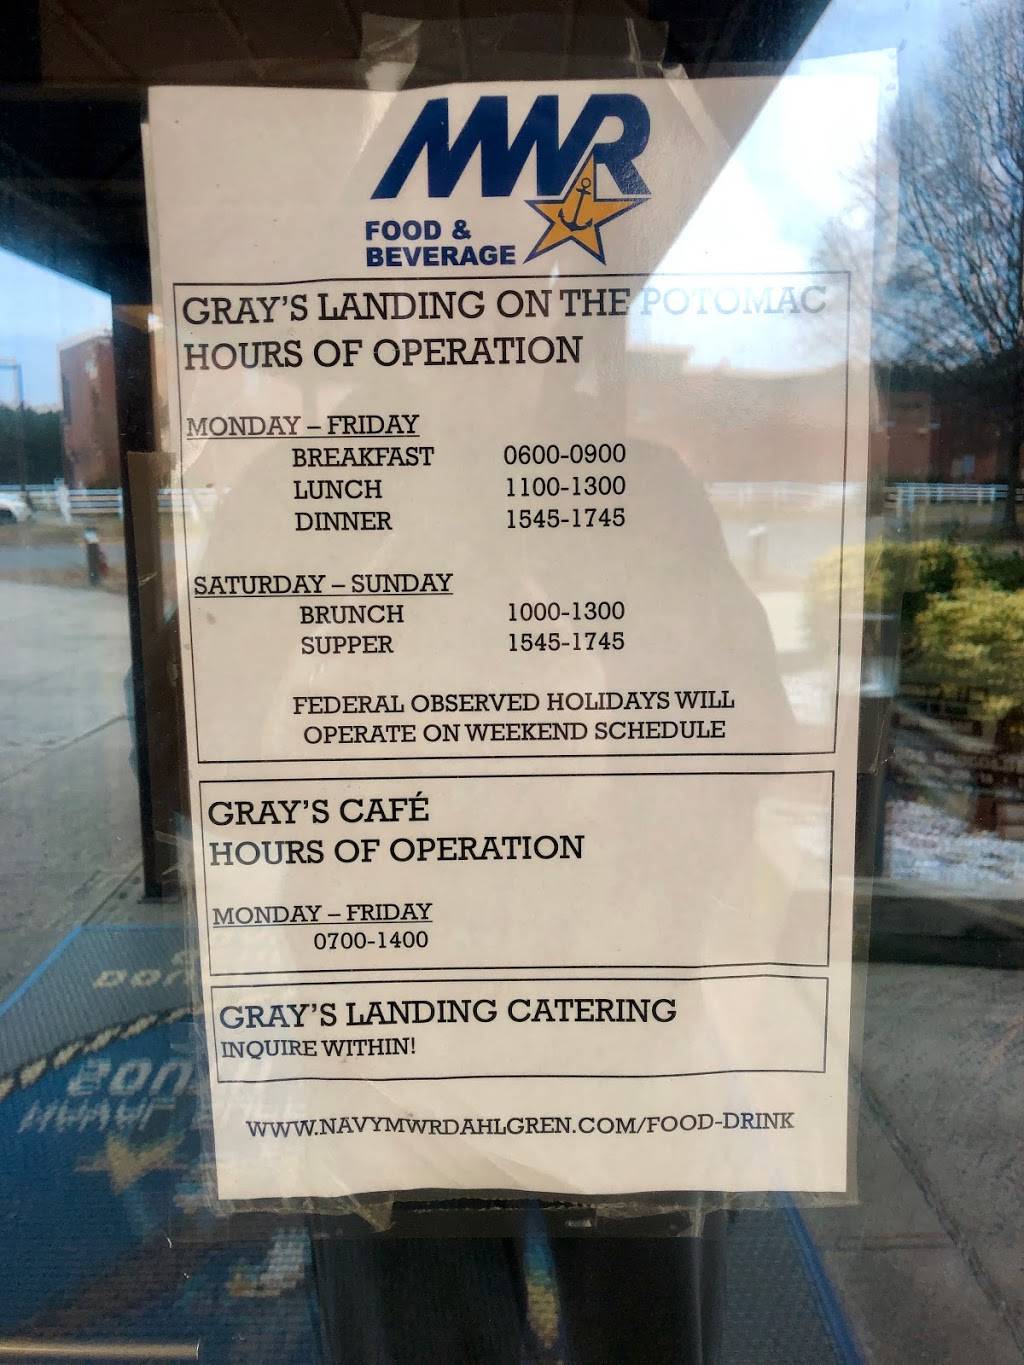 MWR
FOOD &
BEVERAGE
GRAY'S LANDING ON THE POTOMAC
HOURS OF OPERATION
MONDAY – FRIDAY
BREAKFAST 0600-0900
LUNCH 1100-1300
DINNER 1545-1745
SATURDAY – SUNDAY
BRUNCH 1000-1300
SUPPER 1545-1745
FEDERAL OBSERVED HOLIDAYS WILL
OPERATE ON WEEKEND SCHEDULE
GRAY'S CAFÉ
HOURS OF OPERATION
MONDAY – FRIDAY
0700-1400
GRAY'S LANDING CATERING
INQUIRE WITHIN!
WWW.NAVYMWRDAHLGREN.COM/FOOD-DRINK